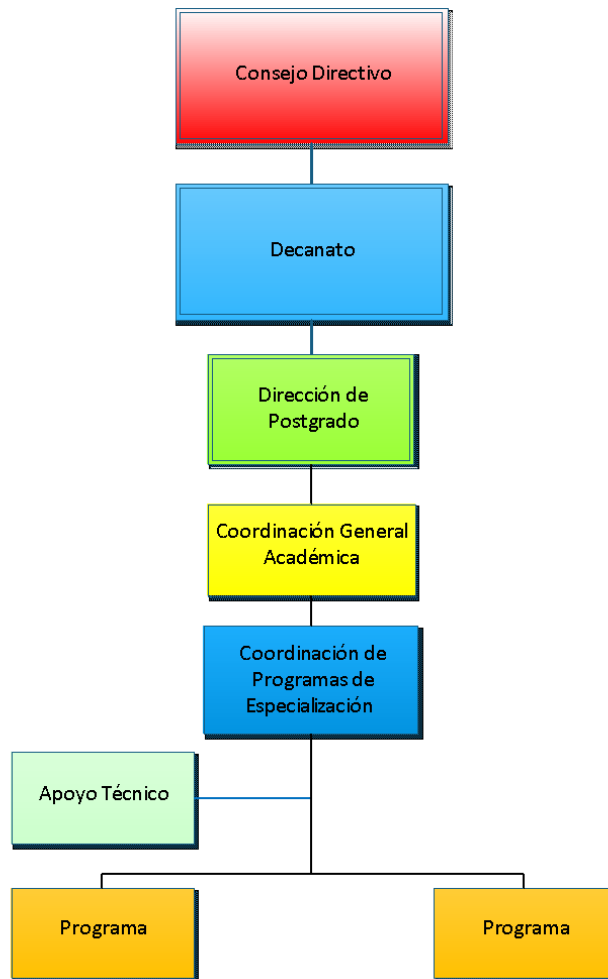 Consejo Directivo
Decanato
Dirección de
Postgrado
Coordinación General
Académica
Coordinación de
Programas de
Especialización
Apoyo Técnico
Programa
Programa